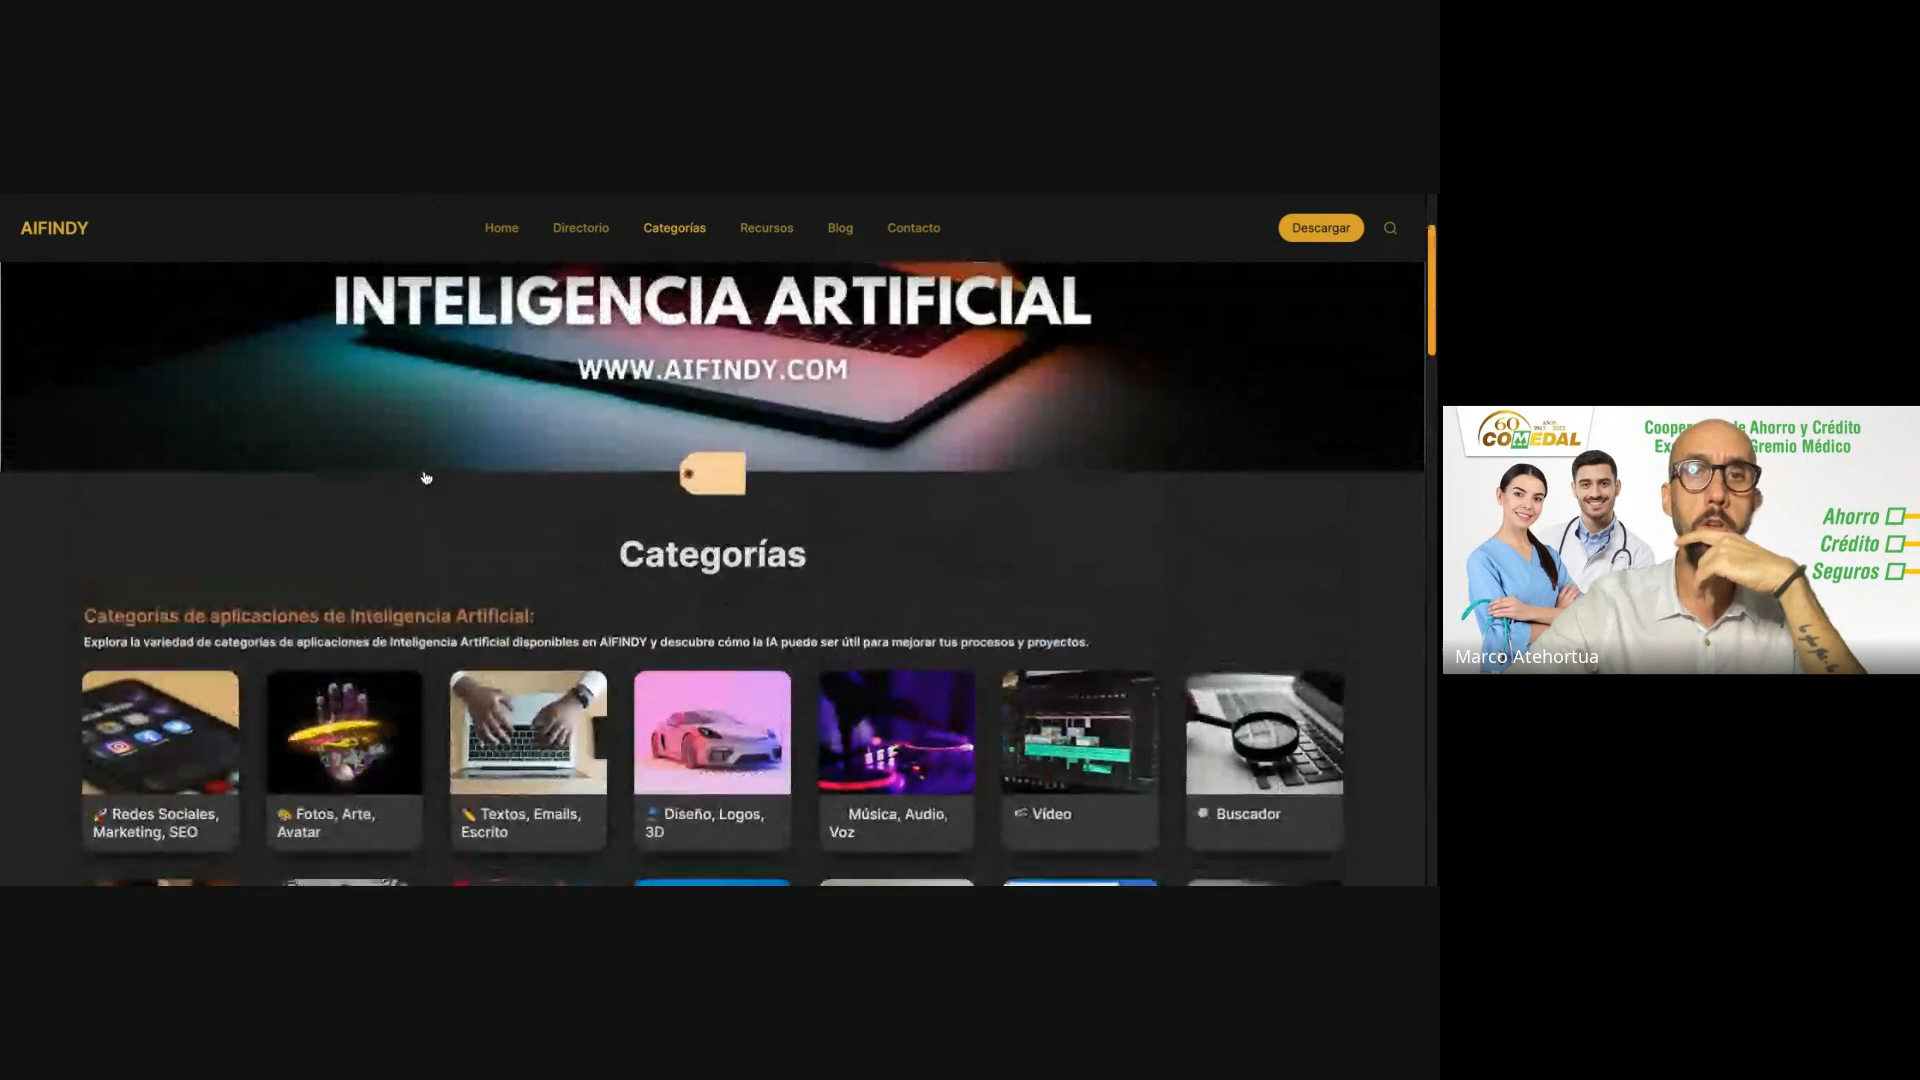 AIFINDY
Home Directorio Categorías Recursos Blog Contacto
Descargar
INTELIGENCIA ARTIFICIAL
WWW.AIFINDY.COM
Categorías
Categorías de aplicaciones de Inteligencia Artificial:
Explora la variedad de categorías de aplicaciones de Inteligencia Artificial disponibles en AIFINDY y descubre cómo la IA puede ser útil para mejorar tus procesos y proyectos.
Redes Sociales,
Marketing, SEO
Fotos, Arte,
Avatar
Textos, Emails,
Escrito
Diseño, Logos,
3D
Música, Audio,
Voz
Vídeo
Buscador
60 AÑOS
COMEDAL
Ahorro y Crédito
Gremio Médico
Ahorro
Crédito
Seguros
Marco Atehortua